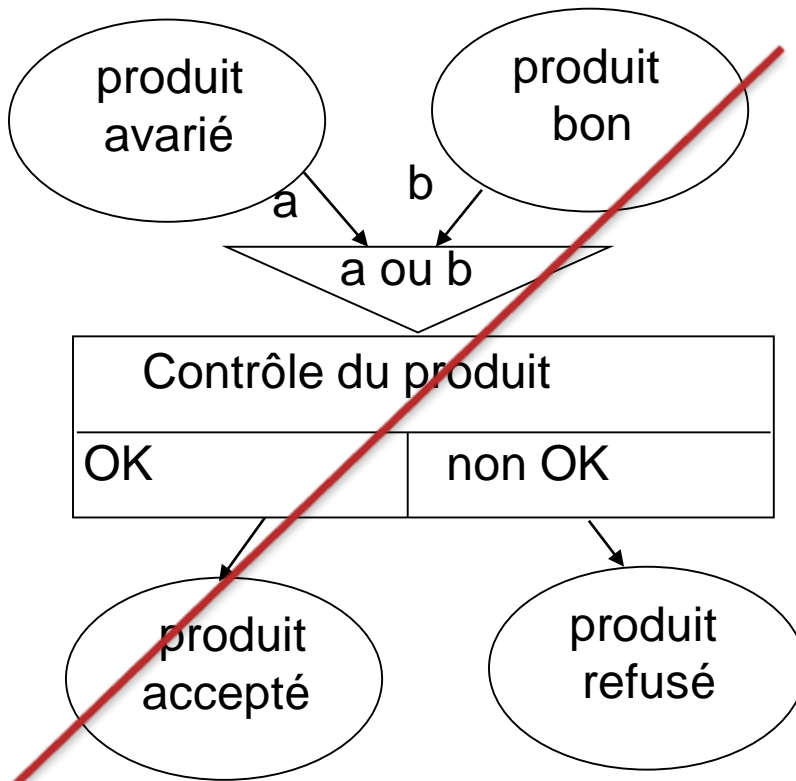 produit
avarié
produit
bon
a
b
a ou b
Contrôle du produit
OK
non OK
produit
accepté
produit
refusé